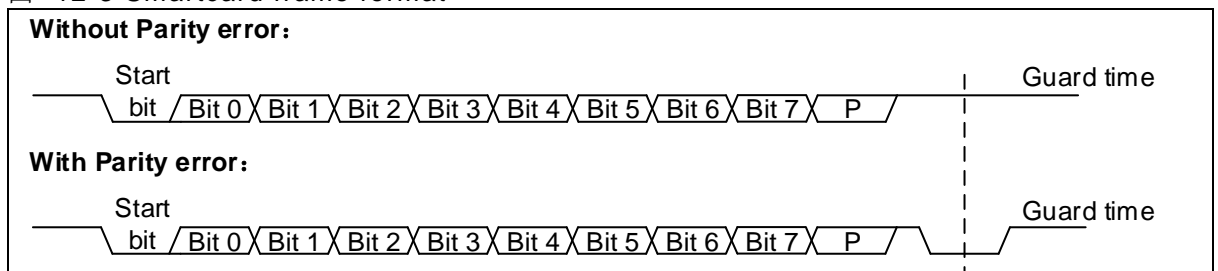 Without Parity error：
Start
bit Bit 0 Bit 1 Bit 2 Bit 3 Bit 4 Bit 5 Bit 6 Bit 7 P
Guard time
With Parity error：
Start
bit Bit 0 Bit 1 Bit 2 Bit 3 Bit 4 Bit 5 Bit 6 Bit 7 P
Guard time